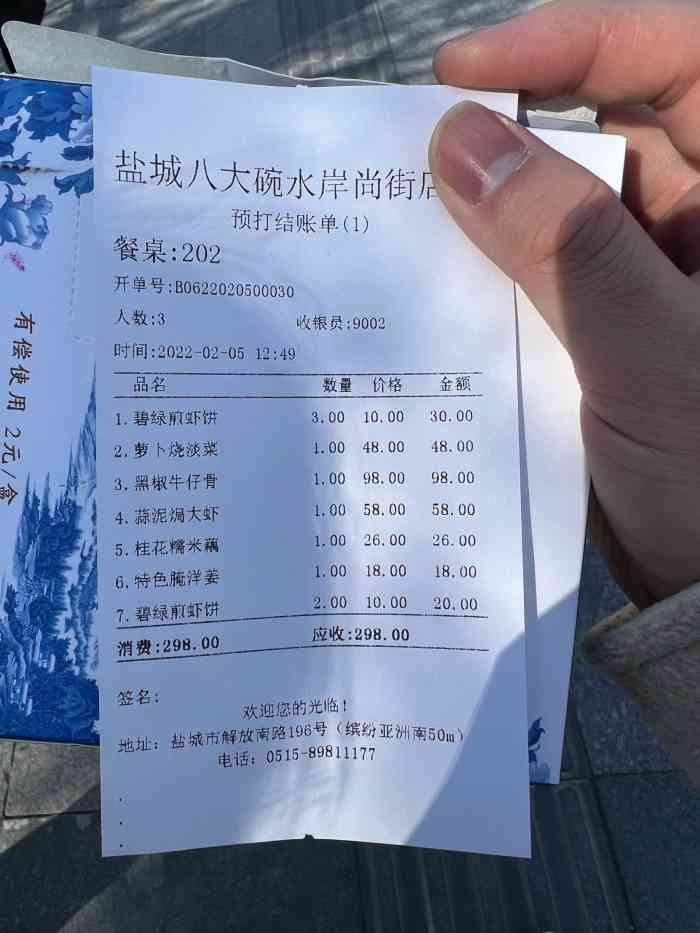 盐城八大碗水岸尚街店
预打结账单(1)
餐桌:202
开单号:B0622020500030
人数:3 收银员:9002
时间:2022-02-05 12:49
品名 数量 价格 金额
1.碧绿煎虾饼 3.00 10.00 30.00
2.萝卜烧淡菜 1.00 48.00 48.00
3.黑椒牛仔骨 1.00 98.00 98.00
4.蒜泥焗大虾 1.00 58.00 58.00
5.桂花糯米藕 1.00 26.00 26.00
6.特色腌洋姜 1.00 18.00 18.00
7.碧绿煎虾饼 2.00 10.00 20.00
消费:298.00 应收:298.00
签名:
欢迎您的光临!
地址: 盐城市解放南路196号(缤纷亚洲南50m)
电话: 0515-89811177
有偿使用 2元/盒